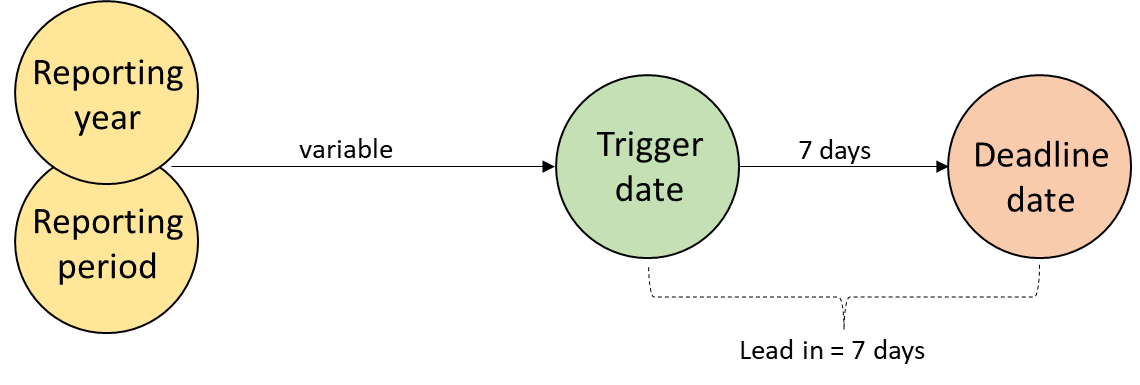 Reporting
year
Reporting
period
variable
Trigger
date
7 days
Deadline
date
Lead in = 7 days